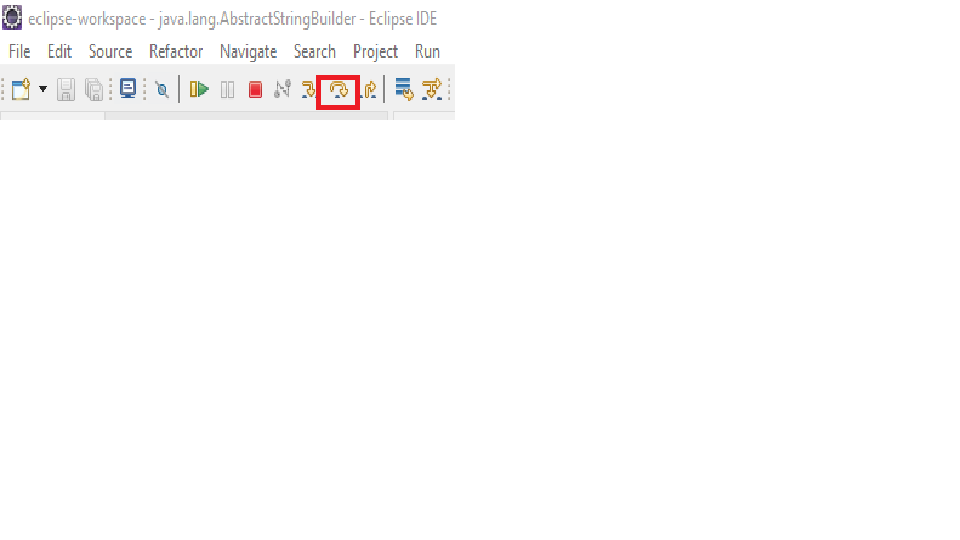 eclipse-workspace - java.lang.AbstractStringBuilder - Eclipse IDE
File Edit Source Refactor Navigate Search Project Run